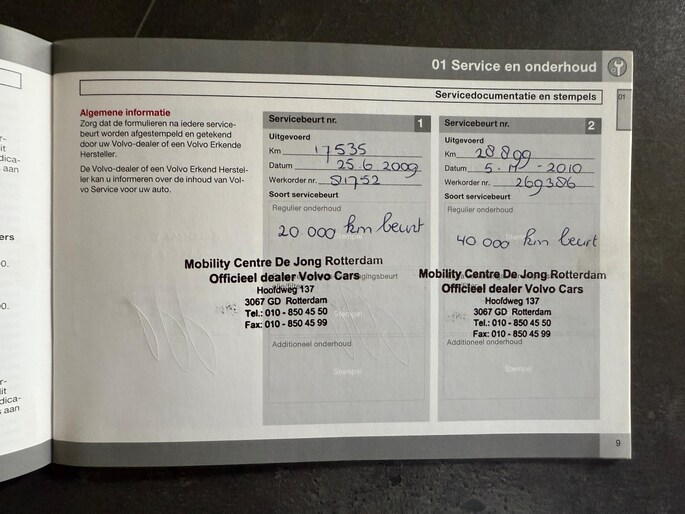 01 Service en onderhoud
Servicedocumentatie en stempels
01
Algemene informatie
Zorg dat de formulieren na iedere service-
beurt worden afgestempeld en getekend
door uw Volvo-dealer of een Volvo Erkende
Hersteller.
De Volvo-dealer of een Volvo Erkend Herstel-
ler kan u informeren over de inhoud van Vol-
vo Service voor uw auto.
Servicebeurt nr. 1
Uitgevoerd
Km 17535
Datum 25.6.2009
Werkorder nr. 81752
Soort servicebeurt
Regulier onderhoud
20 000 km beurt
Mobility Centre De Jong Rotterdam
Officieel dealer Volvo Cars
Hoofdweg 137
3067 GD Rotterdam
Tel.: 010 - 850 45 50
Fax: 010 - 850 45 99
Stempel
Additioneel onderhoud
Stempel
Servicebeurt nr. 2
Uitgevoerd
Km 28899
Datum 5 - - 2010
Werkorder nr. 269386
Soort servicebeurt
Regulier onderhoud
40 000 km beurt
Mobility Centre De Jong Rotterdam
Officieel dealer Volvo Cars
Hoofdweg 137
3067 GD Rotterdam
Tel.: 010 - 850 45 50
Fax: 010 - 850 45 99
Additioneel onderhoud
Stempel
9